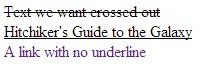 Text we want crossed out
Hitchiker's Guide to the Galaxy
A link with no underline